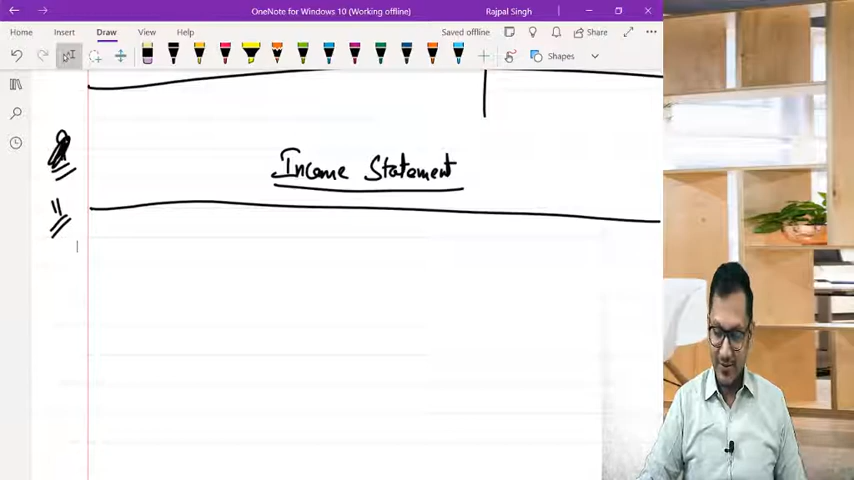 OneNote for Windows 10 (Working offline)
Rajpal Singh
Home
Insert
Draw
View
Help
Saved offline
Share
Shapes
Income Statement